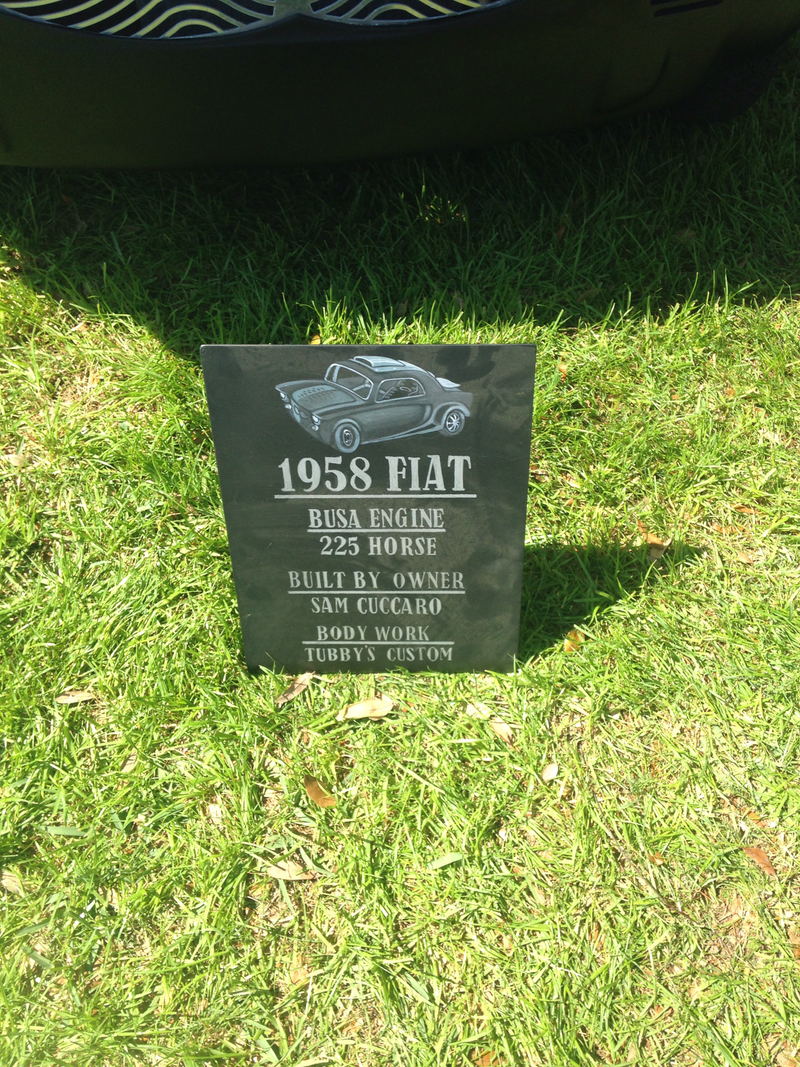 1958 FIAT
BUSA ENGINE
225 HORSE
BUILT BY OWNER
SAM CUCCARO
BODY WORK
TUBBY'S CUSTOM